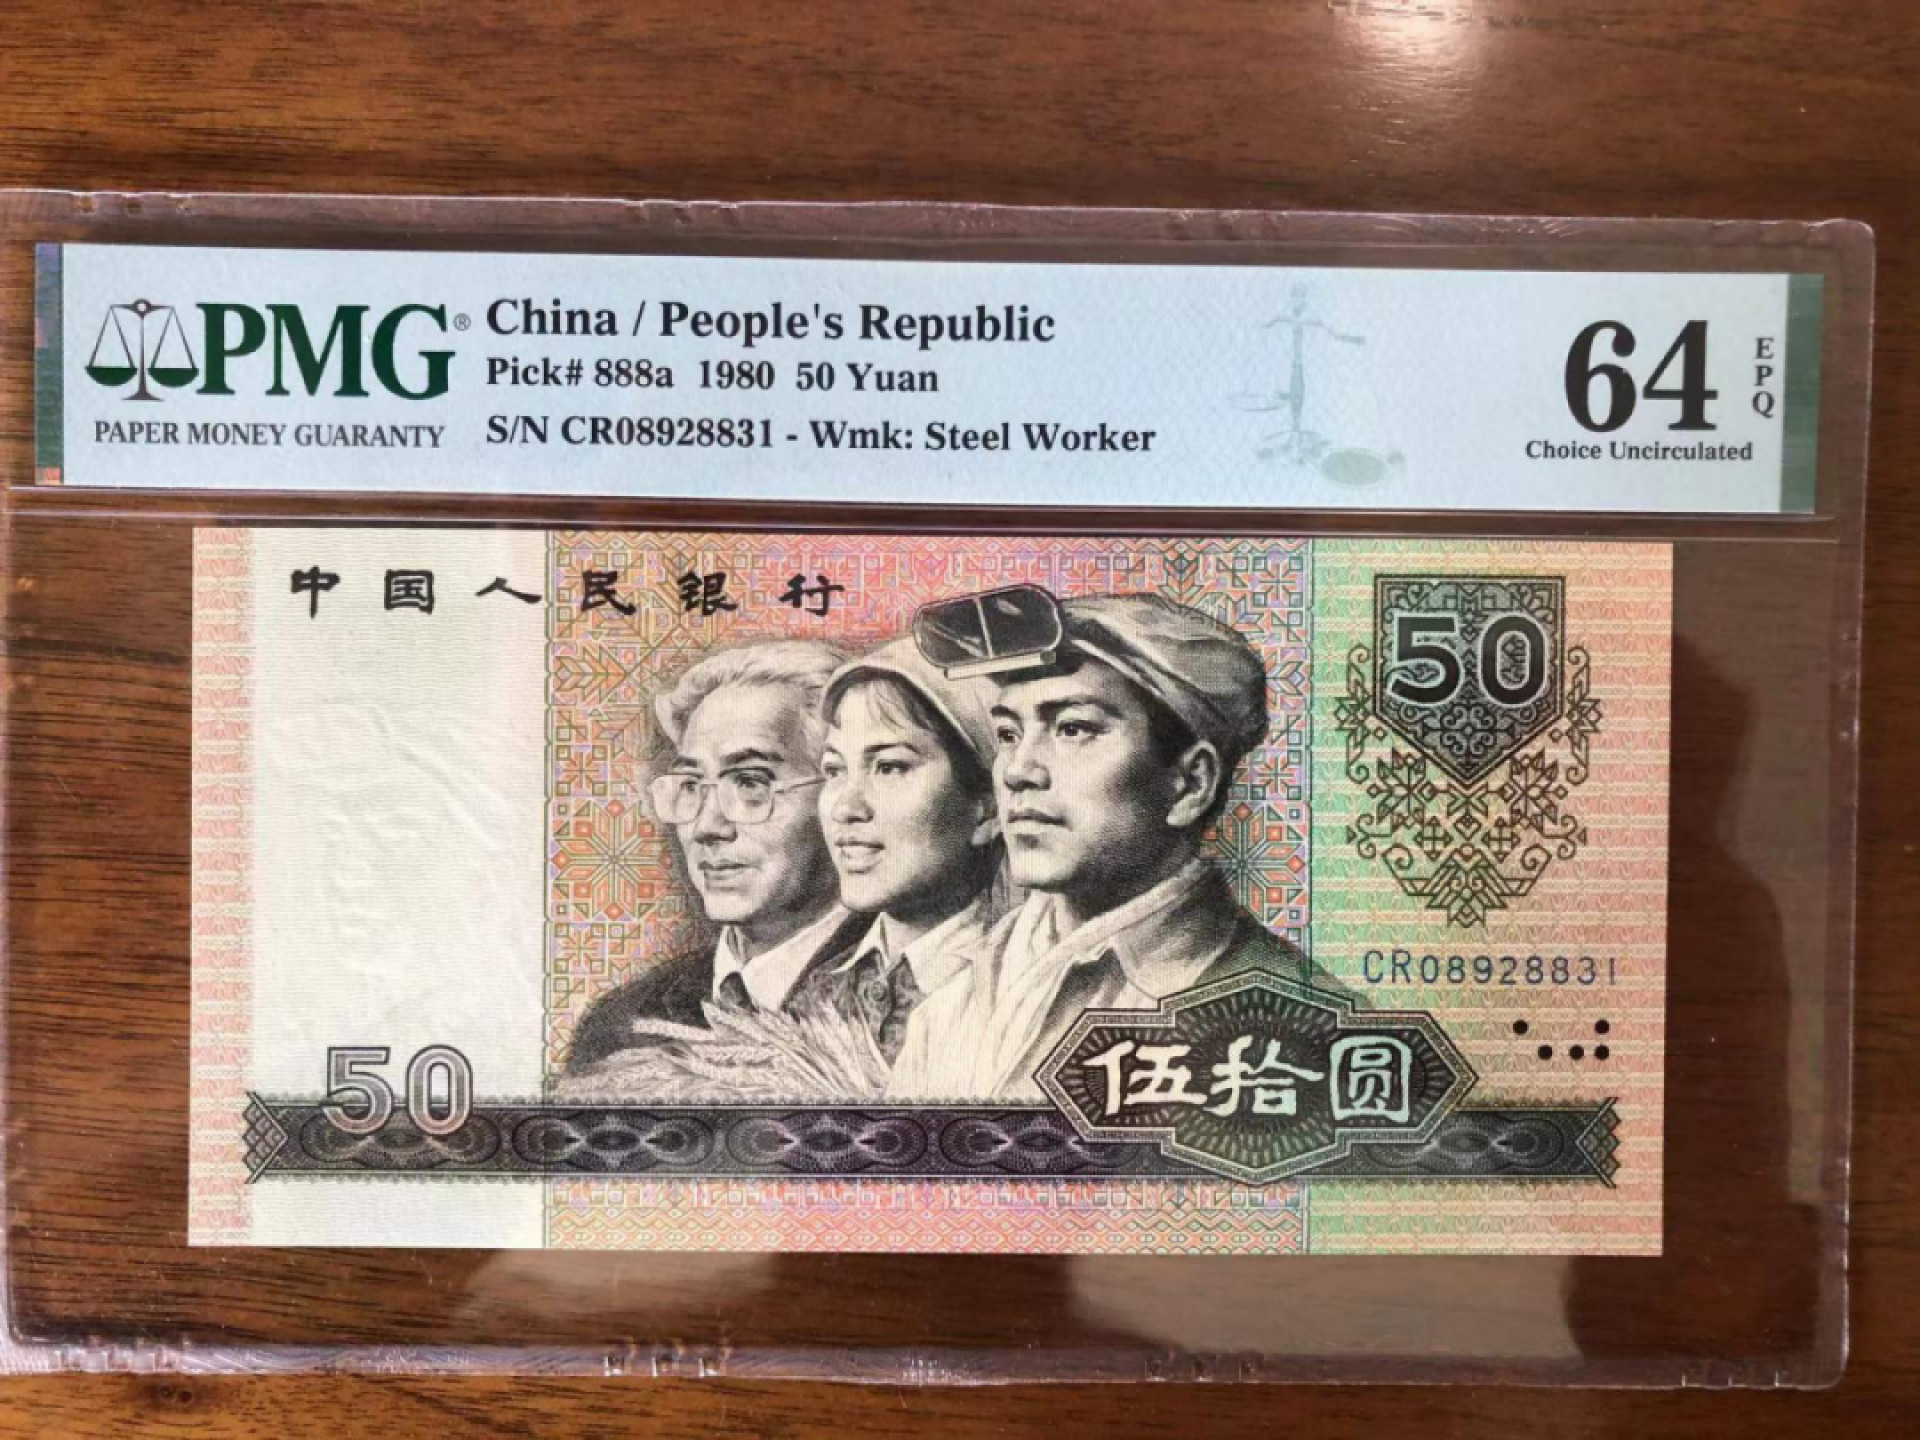 PMG®
PAPER MONEY GUARANTY
China / People's Republic
Pick# 888a 1980 50 Yuan
S/N CR08928831 - Wmk: Steel Worker
64
EPQ
Choice Uncirculated
中国人民银行
50
CR08928831
50
伍拾圆